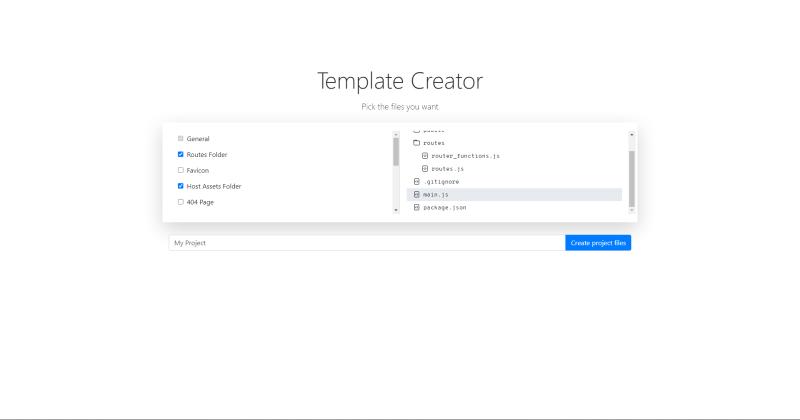 Template Creator
Pick the files you want.
General
Routes Folder
Favicon
Host Assets Folder
404 Page
public
routes
router_functions.js
routes.js
.gitignore
main.js
package.json
My Project
Create project files